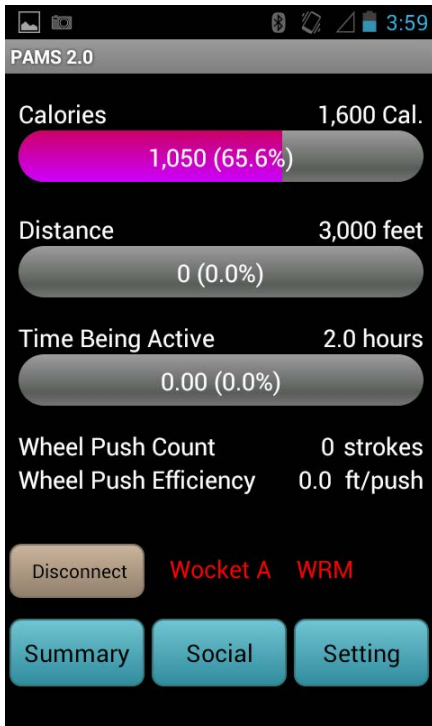 3:59
PAMS 2.0
Calories 1,600 Cal.
1,050 (65.6%)
Distance 3,000 feet
0 (0.0%)
Time Being Active 2.0 hours
0.00 (0.0%)
Wheel Push Count 0 strokes
Wheel Push Efficiency 0.0 ft/push
Disconnect Wocket A WRM
Summary Social Setting